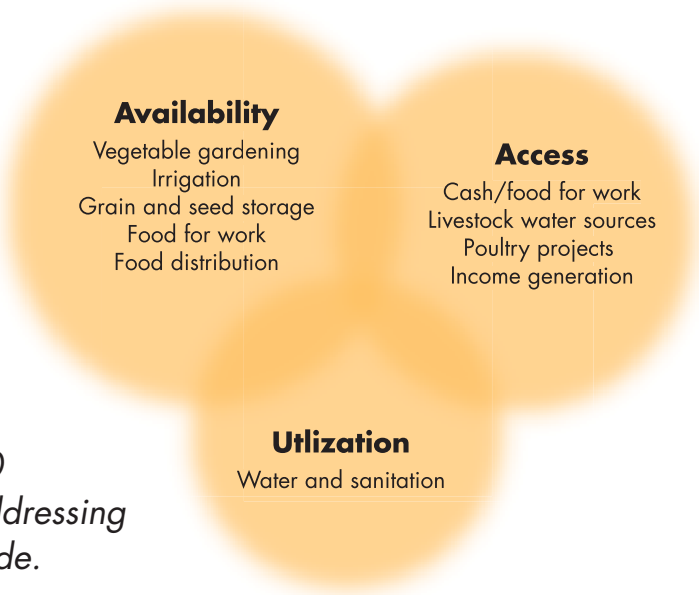 Availability
Vegetable gardening
Irrigation
Grain and seed storage
Food for work
Food distribution
Access
Cash/food for work
Livestock water sources
Poultry projects
Income generation
Utlization
Water and sanitation
)
ldressing
de.